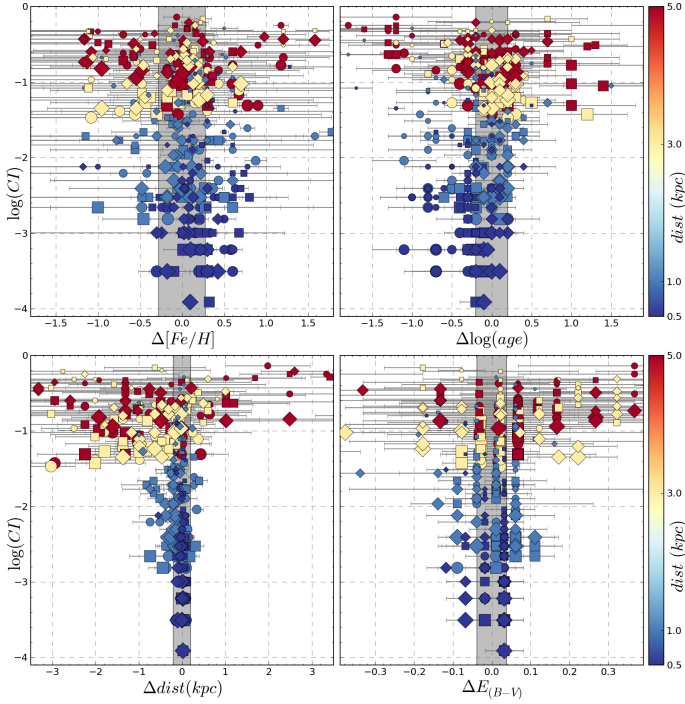 log(CI)
−1
−2
−3
−4
−1.5 −1.0 −0.5 0.0 0.5 1.0 1.5
Δ[Fe/H]
−1.5 −1.0 −0.5 0.0 0.5 1.0 1.5
Δlog(age)
5.0
3.0
1.0
0.5
dist (kpc)
log(CI)
0
−1
−2
−3
−4
−3 −2 −1 0 1 2 3
Δdist(kpc)
−0.3 −0.2 −0.1 0.0 0.1 0.2 0.3
ΔE(B−V)
5.0
3.0
1.0
0.5
dist (kpc)